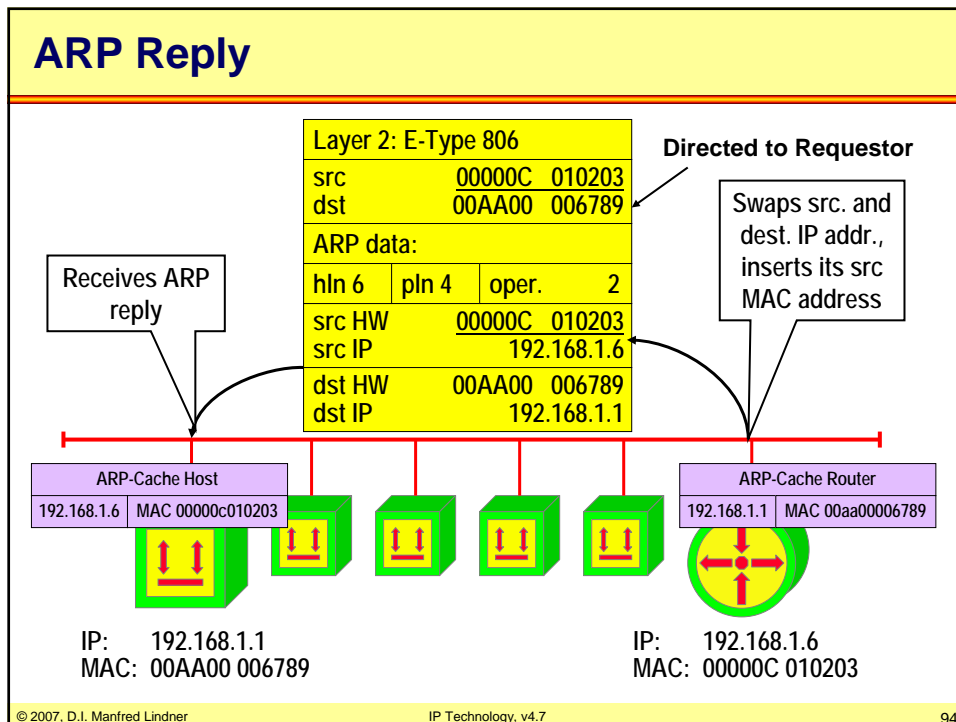 ARP Reply
Layer 2: E-Type 806
src 00000C 010203
dst 00AA00 006789
Directed to Requestor
ARP data:
hln 6 pln 4 oper. 2
src HW 00000C 010203
src IP 192.168.1.6
dst HW 00AA00 006789
dst IP 192.168.1.1
Receives ARP
reply
Swaps src. and
dest. IP addr.,
inserts its src
MAC address
ARP-Cache Host
192.168.1.6 MAC 00000c010203
ARP-Cache Router
192.168.1.1 MAC 00aa00006789
IP: 192.168.1.1
MAC: 00AA00 006789
IP: 192.168.1.6
MAC: 00000C 010203
© 2007, D.I. Manfred Lindner
IP Technology, v4.7
94